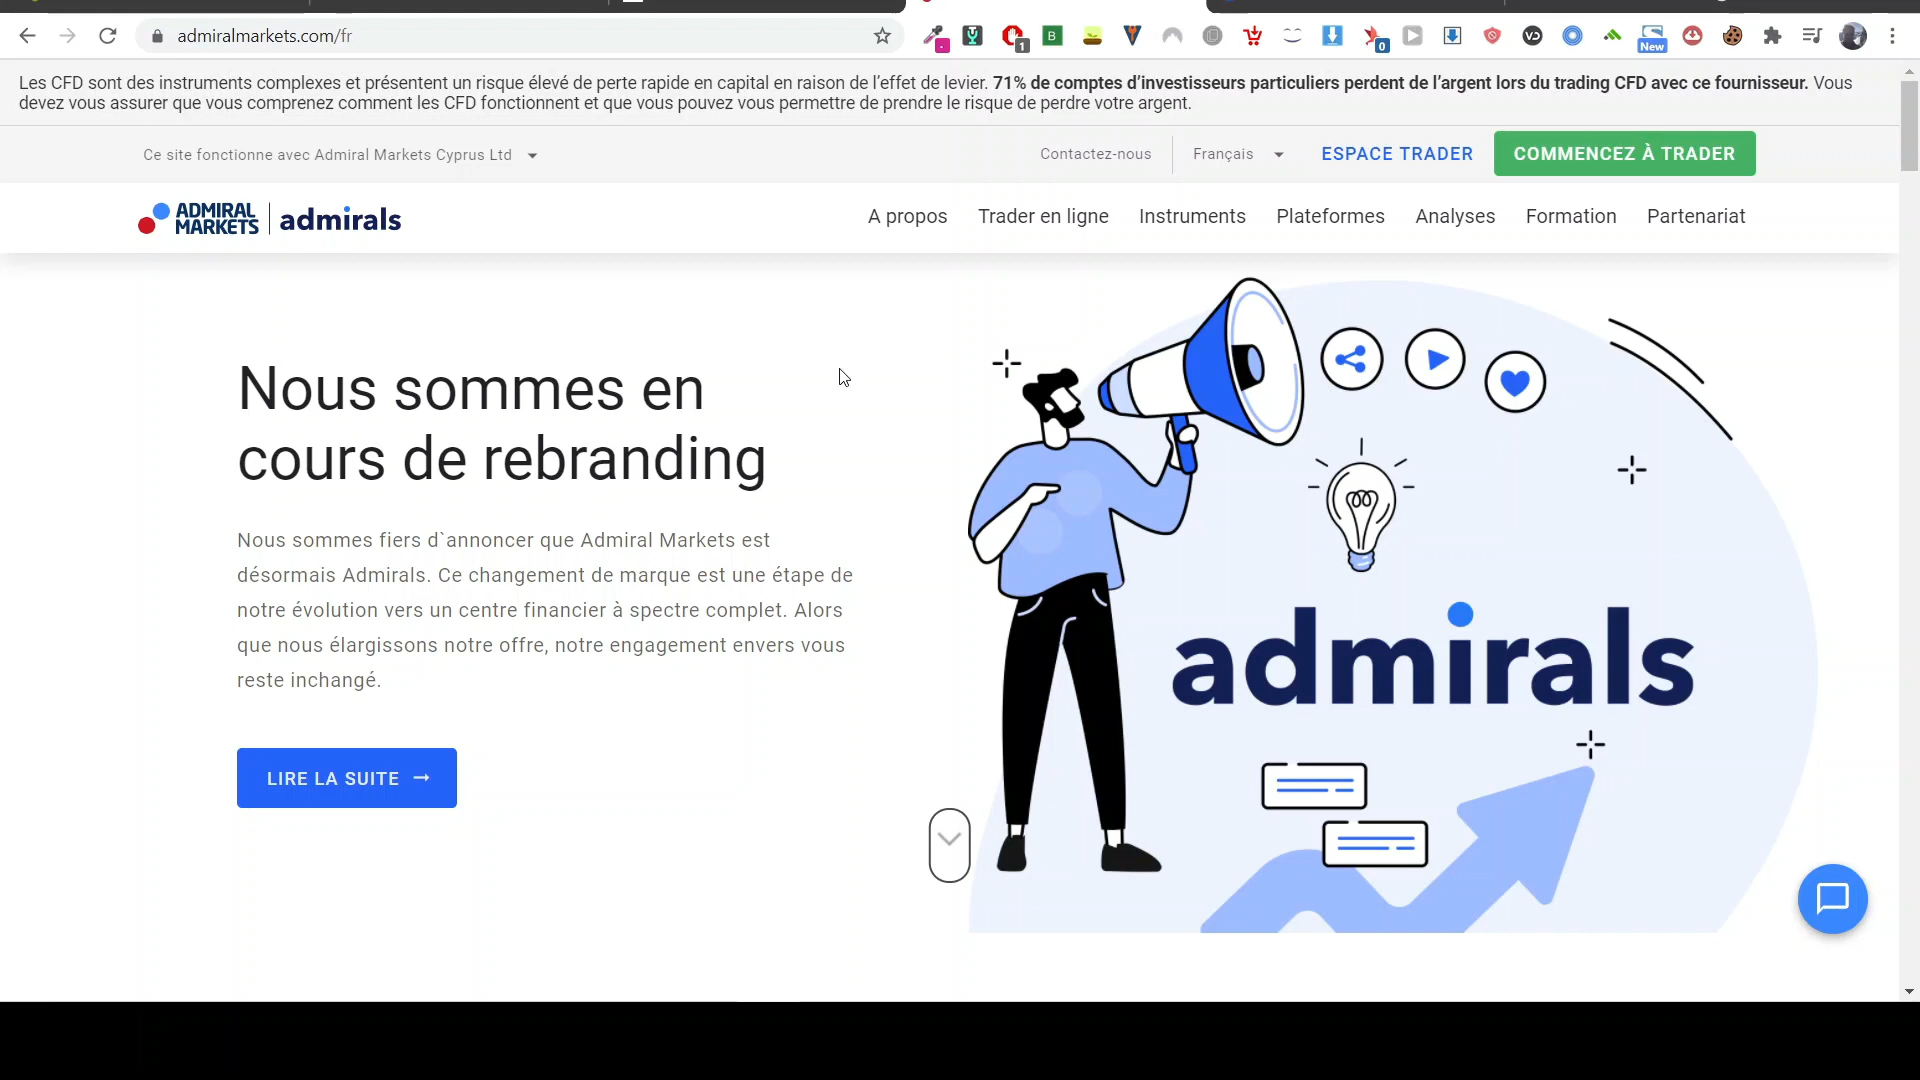 admiralmarkets.com/fr
1
B
0
New
Les CFD sont des instruments complexes et présentent un risque élevé de perte rapide en capital en raison de l’effet de levier. 71% de comptes d’investisseurs particuliers perdent de l’argent lors du trading CFD avec ce fournisseur. Vous
devez vous assurer que vous comprenez comment les CFD fonctionnent et que vous pouvez vous permettre de prendre le risque de perdre votre argent.
Ce site fonctionne avec Admiral Markets Cyprus Ltd
Contactez-nous
Français
ESPACE TRADER
COMMENCEZ À TRADER
ADMIRAL
MARKETS
admirals
A propos
Trader en ligne
Instruments
Plateformes
Analyses
Formation
Partenariat
Nous sommes en
cours de rebranding
Nous sommes fiers d`annoncer que Admiral Markets est
désormais Admirals. Ce changement de marque est une étape de
notre évolution vers un centre financier à spectre complet. Alors
que nous élargissons notre offre, notre engagement envers vous
reste inchangé.
LIRE LA SUITE →
admirals